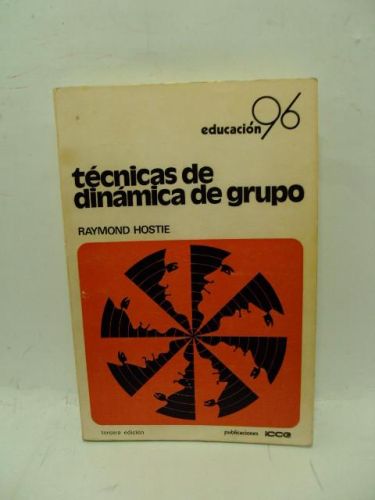 educación 96
técnicas de
dinámica de grupo
RAYMOND HOSTIE
tercera edición
publicaciones icce